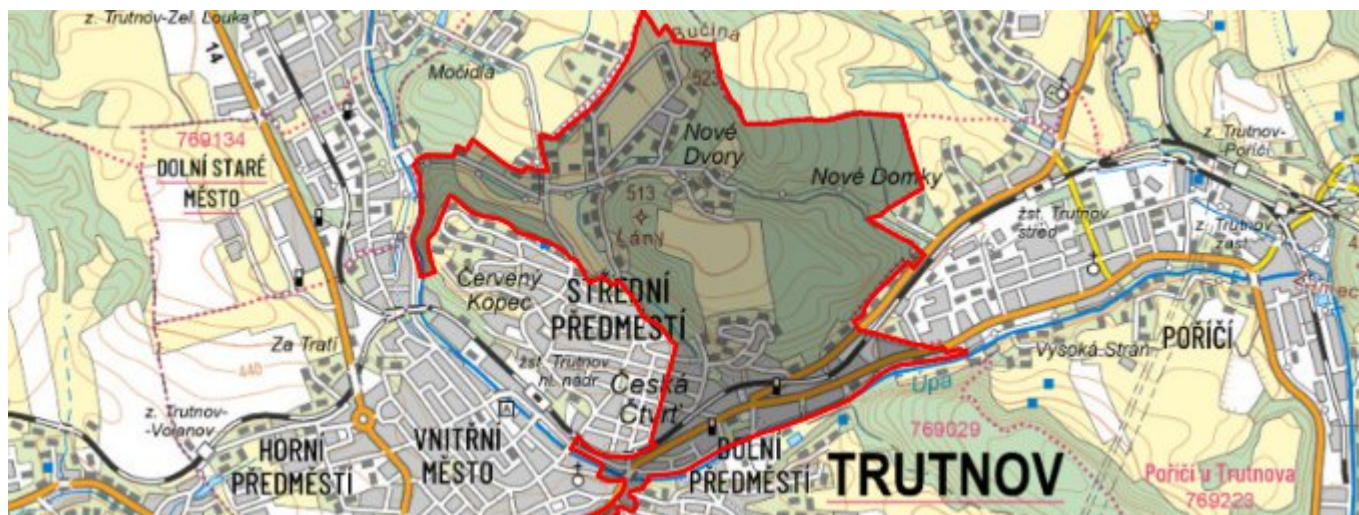 z. Trutnov-Zel. Louka
14
Močidla
Bučina
523
769134
DOLNÍ STARÉ
MĚSTO
Nové
Dvory
513
Lány
Nové Domky
z. Trutnov-
-Poříčí
žst. Trutnov
střed
z. Trutnov
zast.
Červený
Kopec
STŘEDNÍ
PŘEDMĚSTÍ
Za Tratí
440
žst. Trutnov
hl. nádr.
Česká
Čtvrť
Vysoká Stráň
POŘÍČÍ
Úpa
z. Trutnov-
-Volanov
HORNÍ
PŘEDMĚSTÍ
VNITŘNÍ
MĚSTO
DOLNÍ
PŘEDMĚSTÍ
769029
TRUTNOV
Poříčí u Trutnova
769223